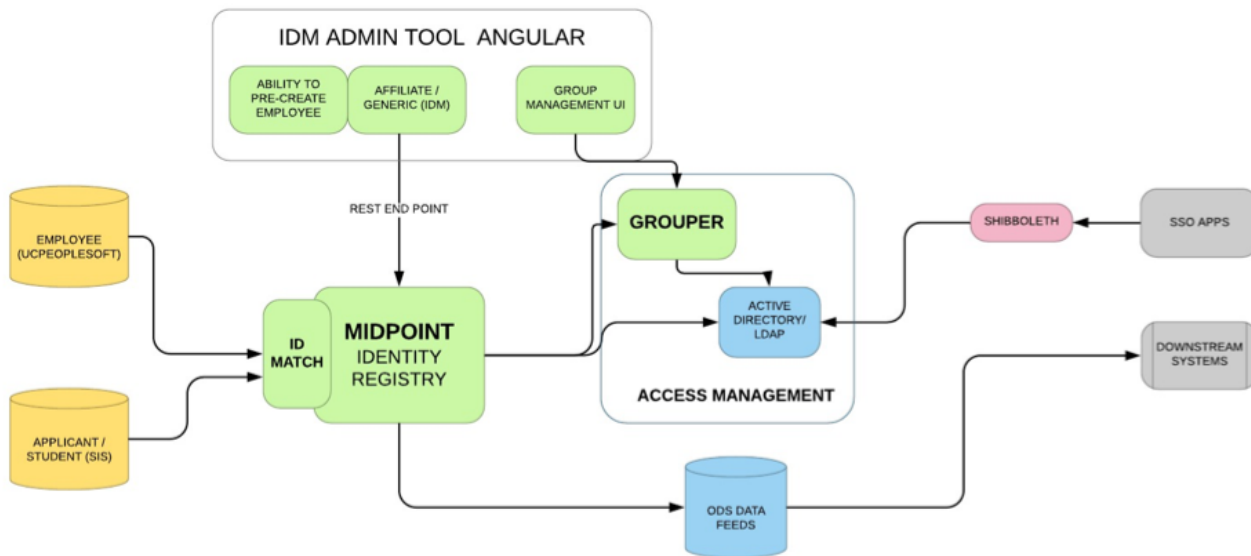 IDM ADMIN TOOL ANGULAR
ABILITY TO
PRE-CREATE
EMPLOYEE
AFFILIATE /
GENERIC (IDM)
GROUP
MANAGEMENT UI
REST END POINT
EMPLOYEE
(UCPEOPLESOFT)
APPLICANT /
STUDENT (SIS)
ID
MATCH
MIDPOINT
IDENTITY
REGISTRY
GROUPER
ACTIVE
DIRECTORY/
LDAP
ACCESS MANAGEMENT
SHIBBOLETH
SSO APPS
DOWNSTREAM
SYSTEMS
ODS DATA
FEEDS